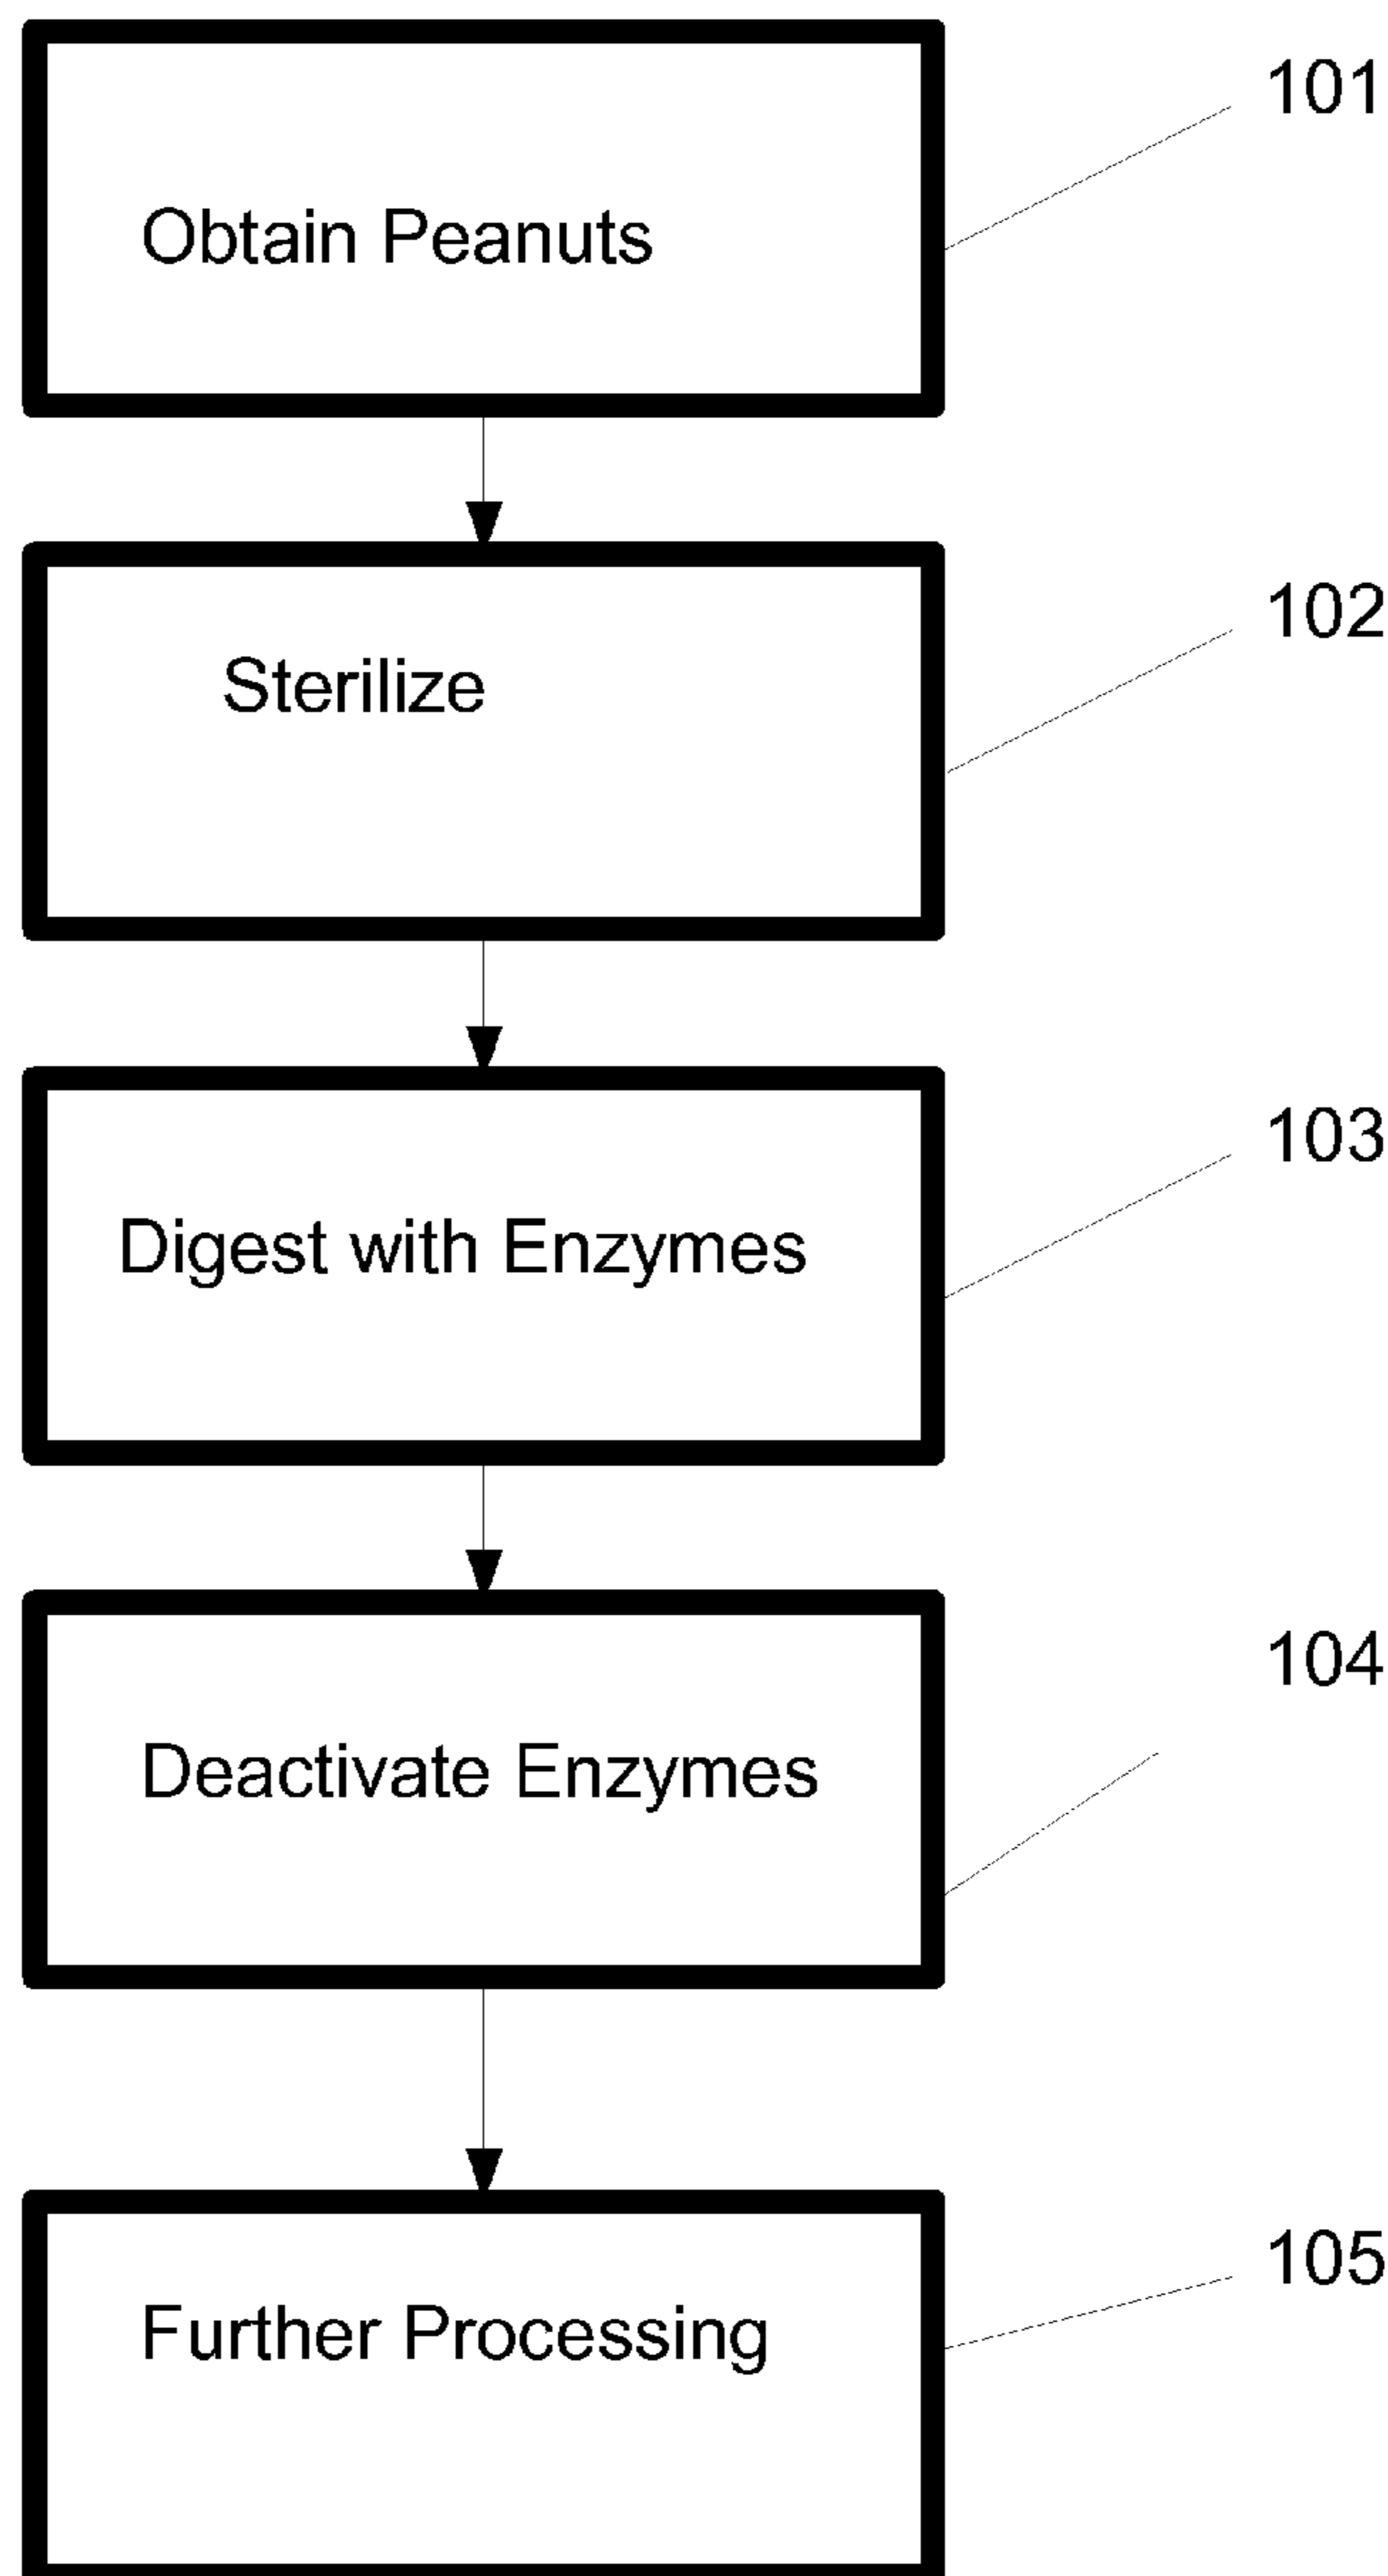 Obtain Peanuts
101
Sterilize
102
Digest with Enzymes
103
Deactivate Enzymes
104
Further Processing
105